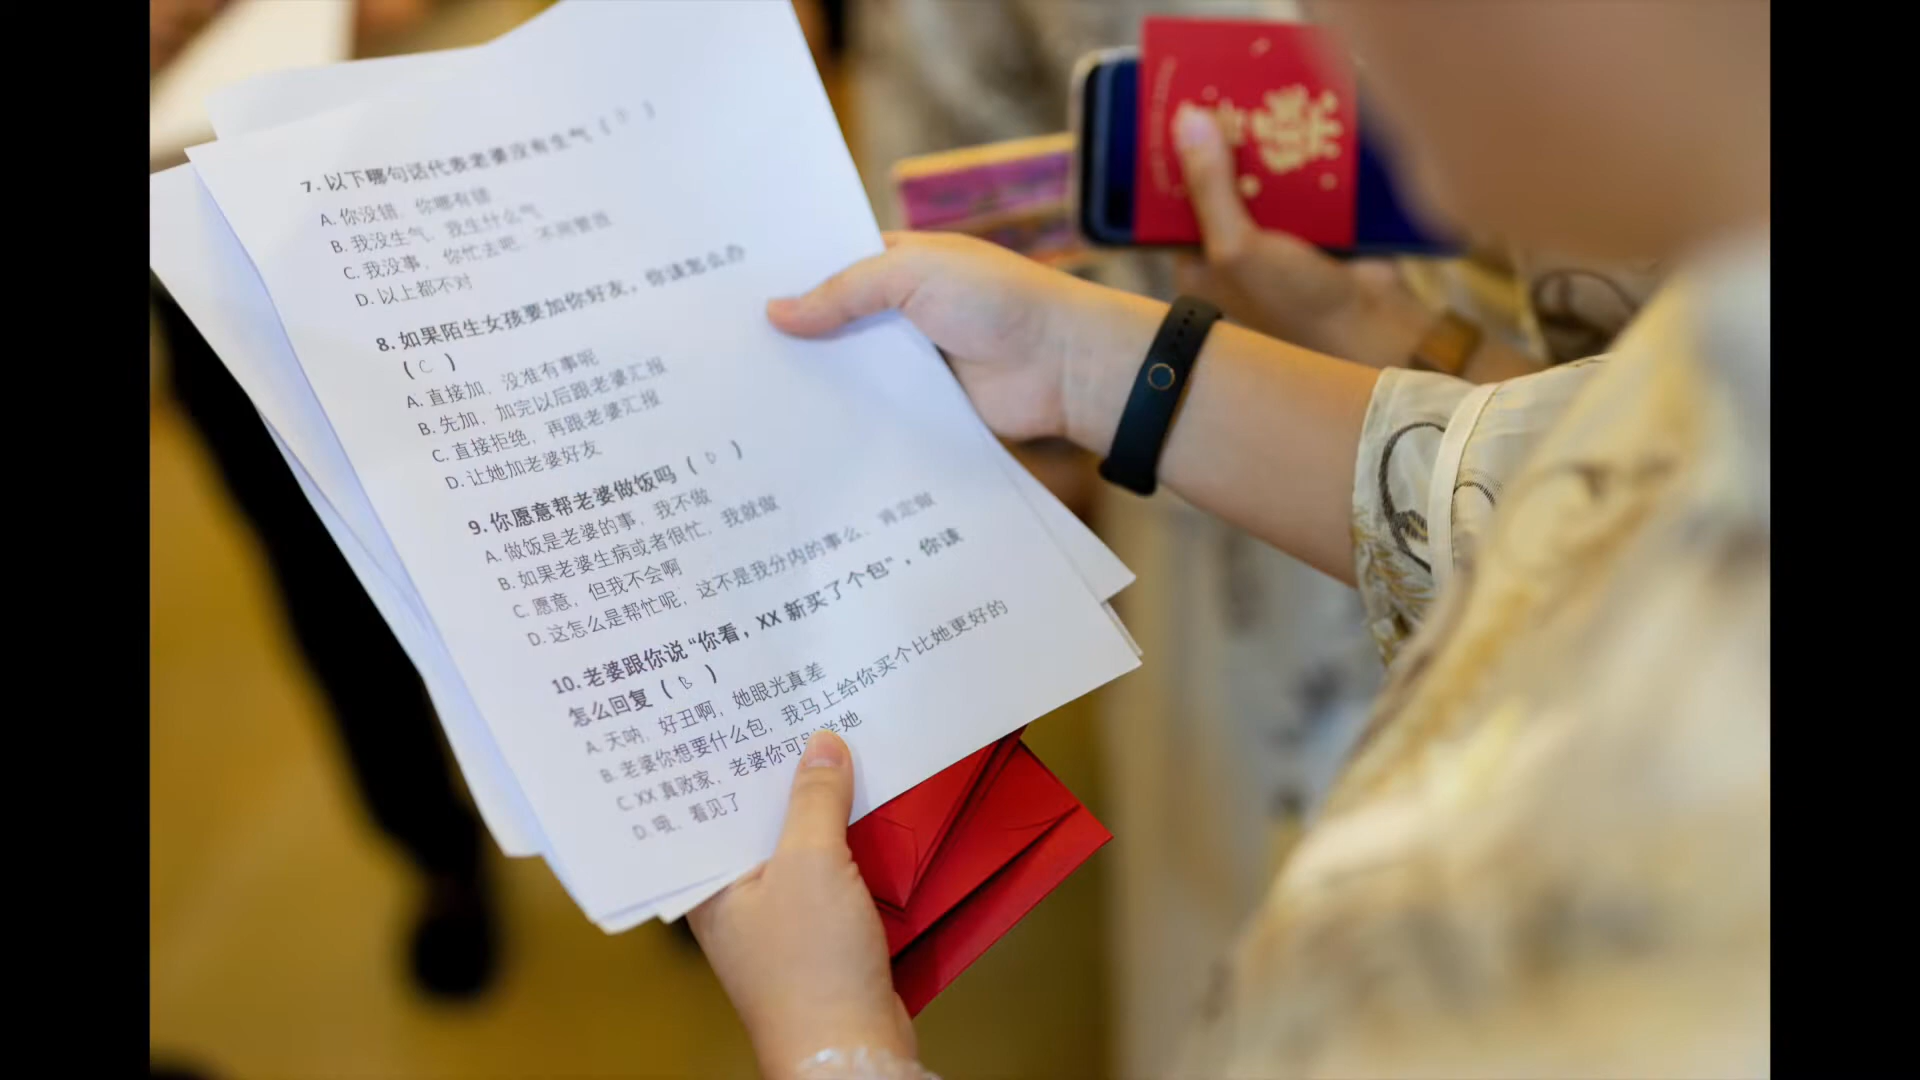 7. 以下哪句话代表老婆没有生气 ( )
A. 你没错，你哪有错
B. 我没生气，我生什么气
C. 我没事，你忙去吧，不用管我
D. 以上都不对
8. 如果陌生女孩要加你好友，你该怎么办
( C )
A. 直接加，没准有事呢
B. 先加，加完以后跟老婆汇报
C. 直接拒绝，再跟老婆汇报
D. 让她加老婆好友
9. 你愿意帮老婆做饭吗 ( D )
A. 做饭是老婆的事，我不做
B. 如果老婆生病或者很忙，我就做
C. 愿意，但我不会啊
D. 这怎么是帮忙呢，这不是我分内的事么，肯定做
10. 老婆跟你说“你看，XX 新买了个包”，你该
怎么回复 ( B )
A. 天呐，好丑啊，她眼光真差
B. 老婆你想要什么包，我马上给你买个比她更好的
C. XX 真败家，老婆你可别学她
D. 哦，看见了